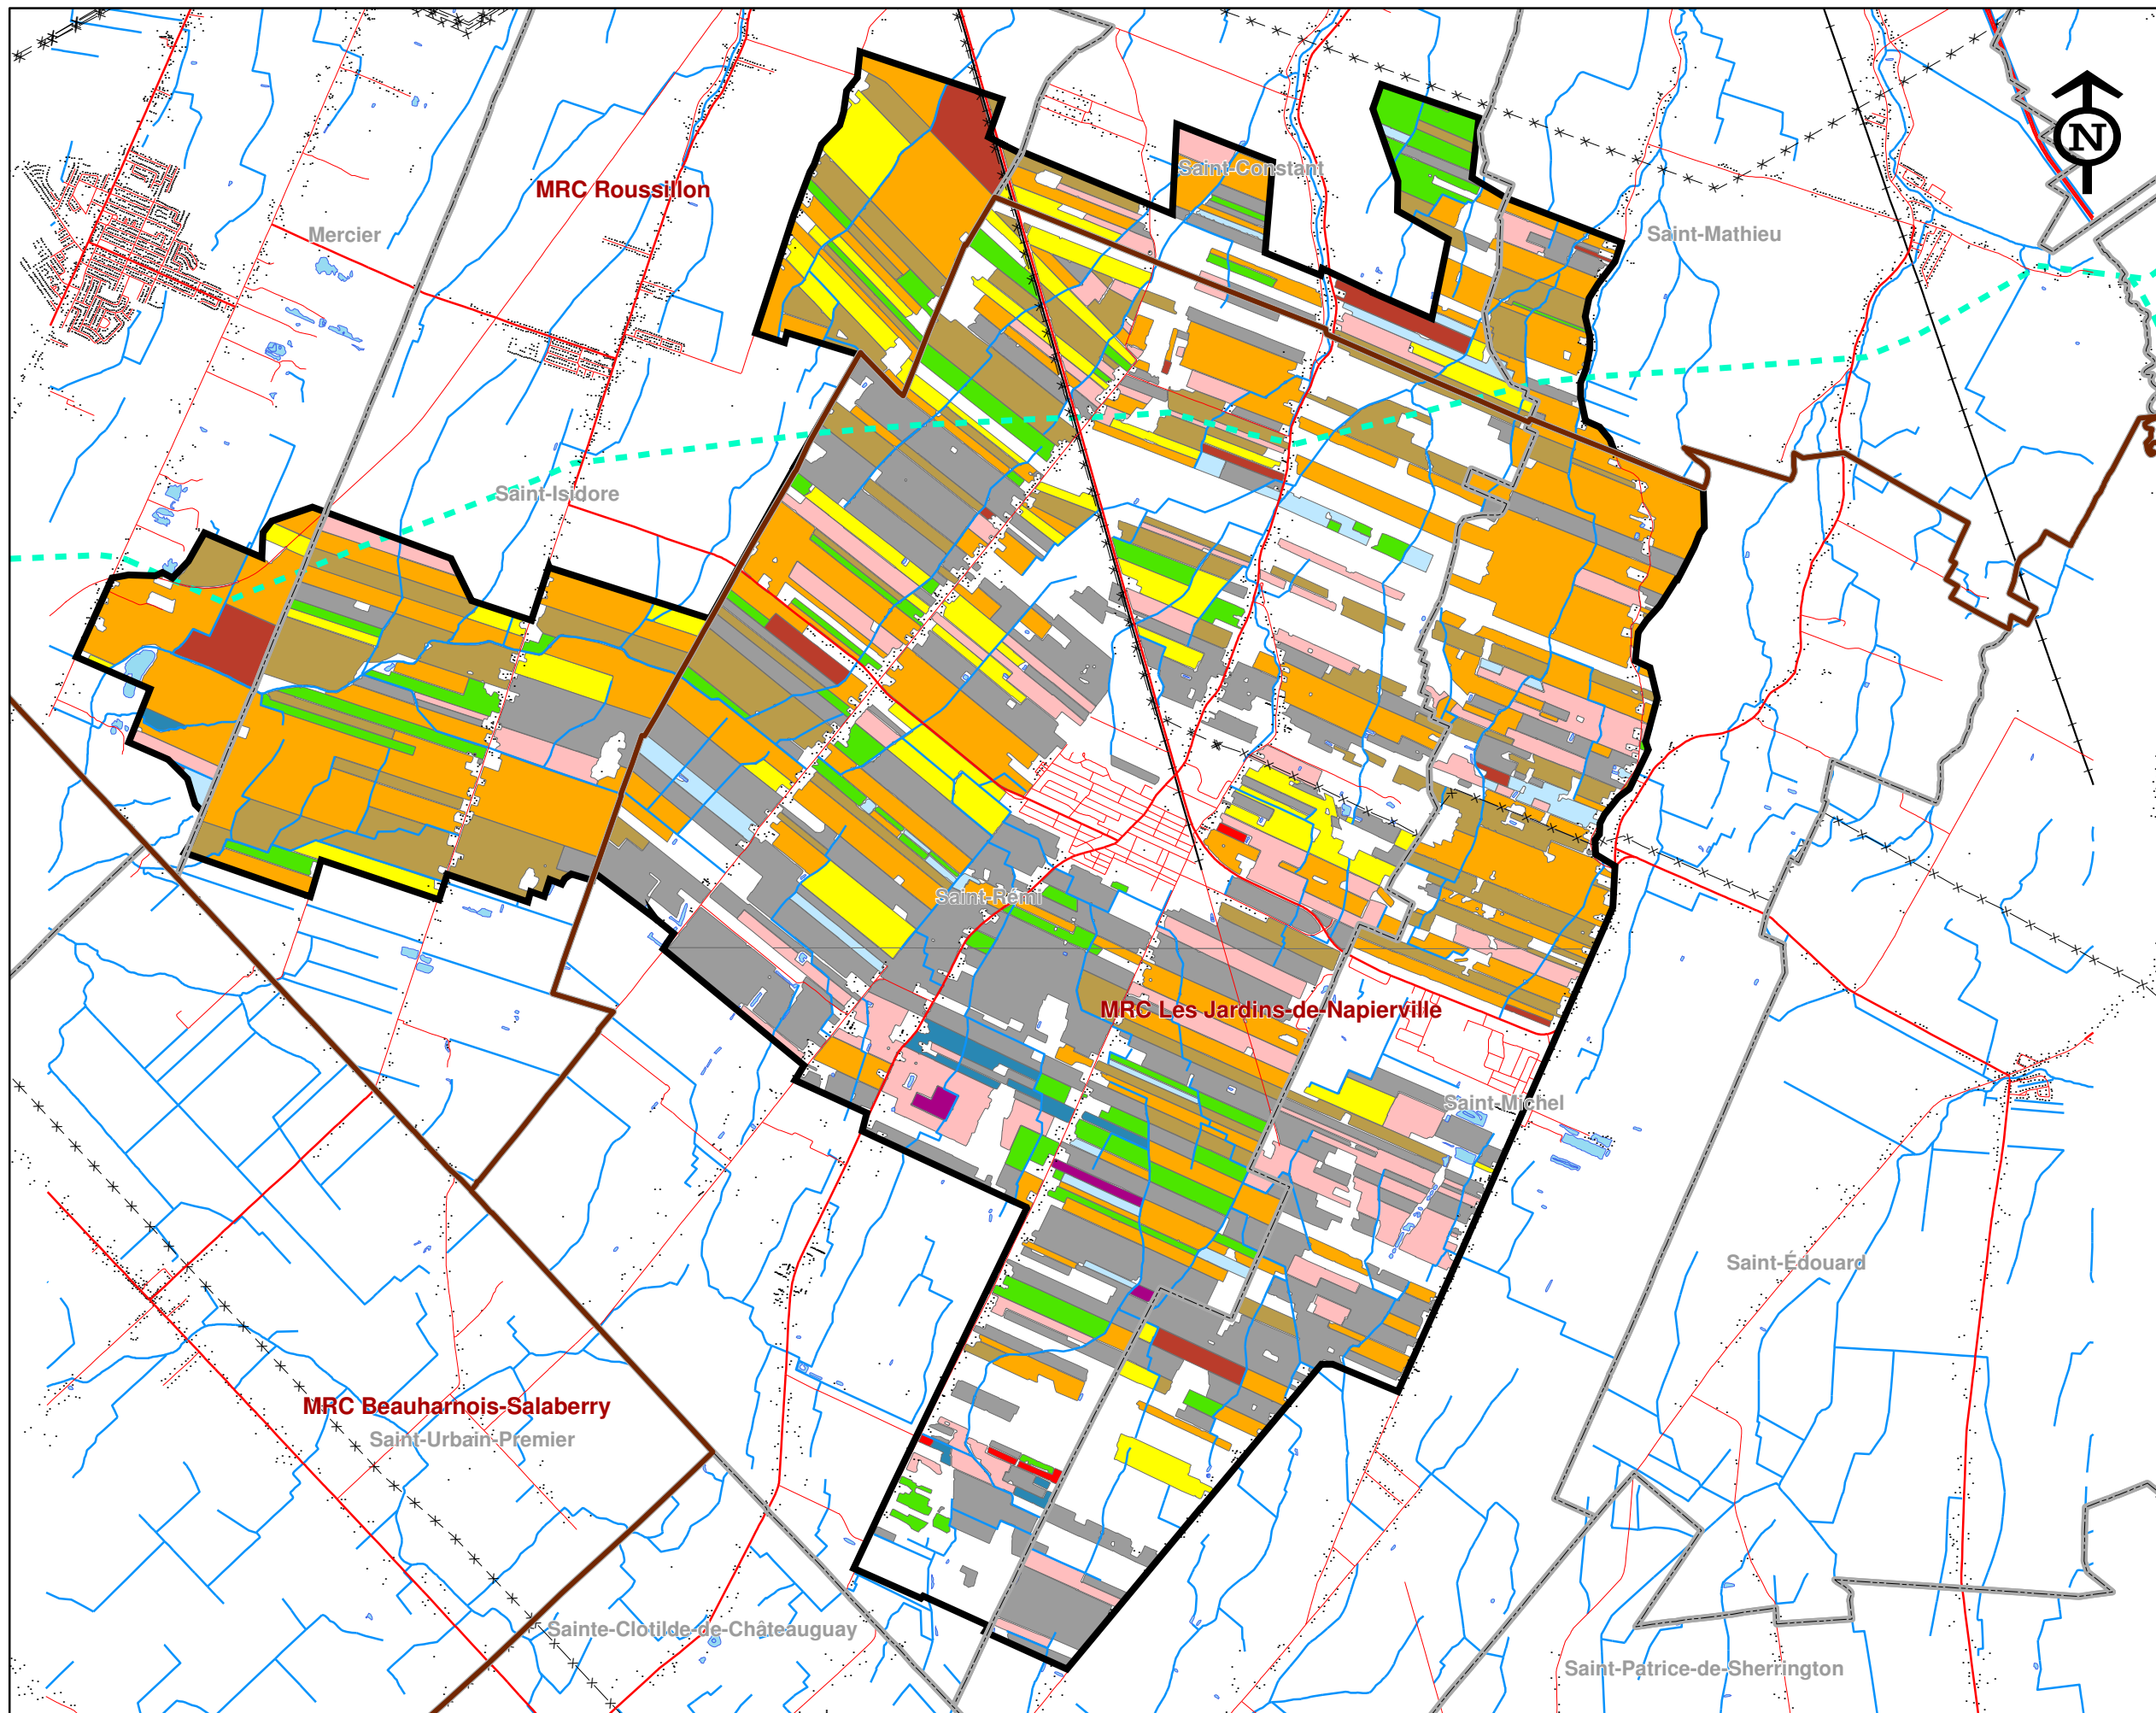 N
Saint-Constant
MRC Roussillon
Mercier
Saint-Mathieu
Saint-Isidore
Saint-Rémi
MRC Les Jardins-de-Napierville
Saint-Michel
Saint-Édouard
MRC Beauharnois-Salaberry
Saint-Urbain-Premier
Sainte-Clotilde-de-Châteauguay
Saint-Patrice-de-Sherrington